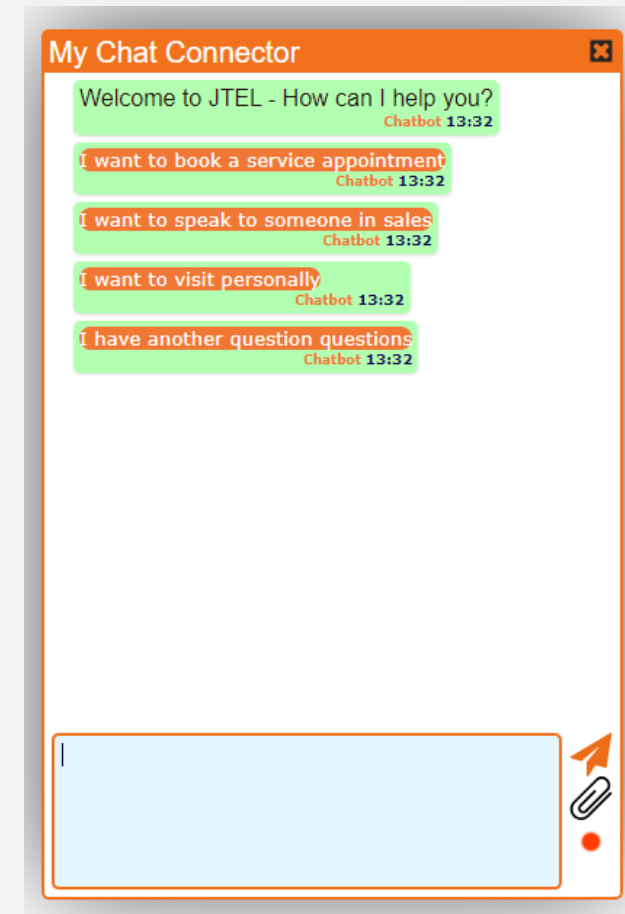 My Chat Connector
Welcome to JTEL - How can I help you?
Chatbot 13:32
I want to book a service appointment
Chatbot 13:32
I want to speak to someone in sales
Chatbot 13:32
I want to visit personally
Chatbot 13:32
I have another question questions
Chatbot 13:32